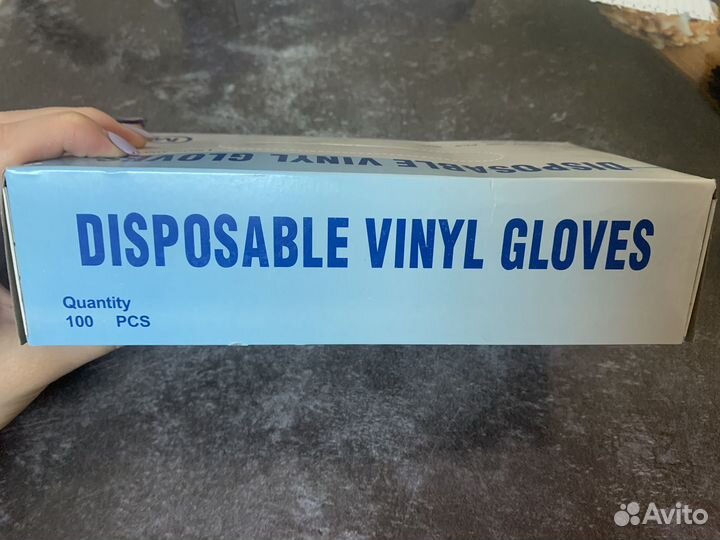 DISPOSABLE VINYL GLOVES
DISPOSABLE VINYL GLOVES
Quantity
100 PCS
Avito